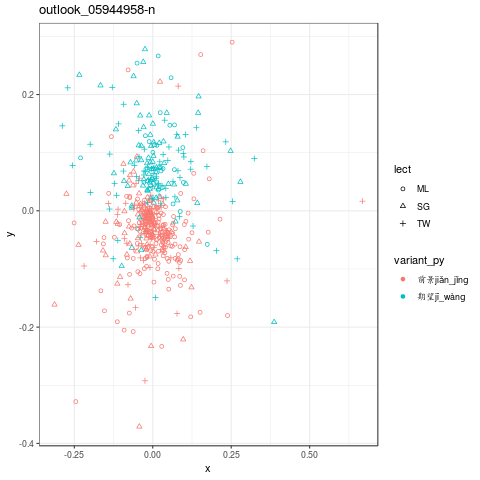 outlook_05944958-n
0.2
0.0
-0.2
-0.4
y
-0.25
0.00
0.25
0.50
x
lect
ML
SG
TW
variant_py
前景jiān_jǐng
期望jī_wàng